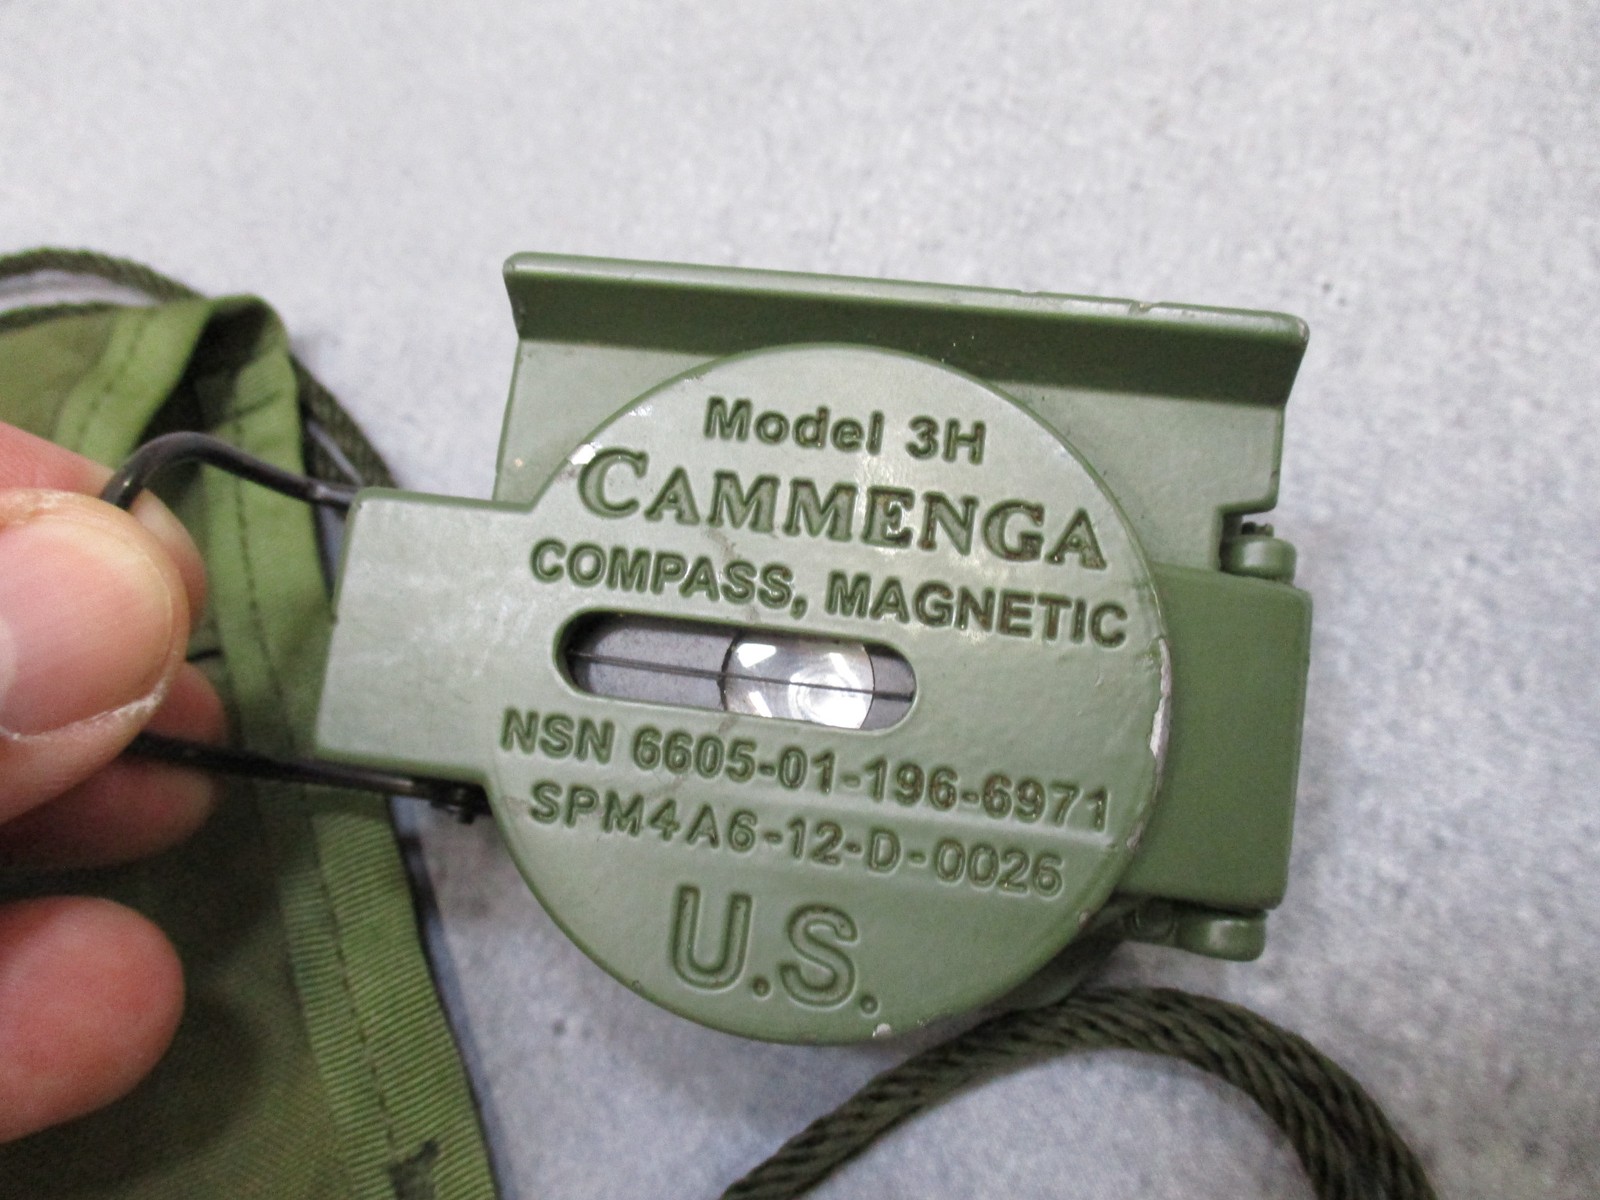 Model 3H
CAMMENGA
COMPASS, MAGNETIC
NSN 6605-01-196-6971
SPM4A6-12-D-0026
U.S.